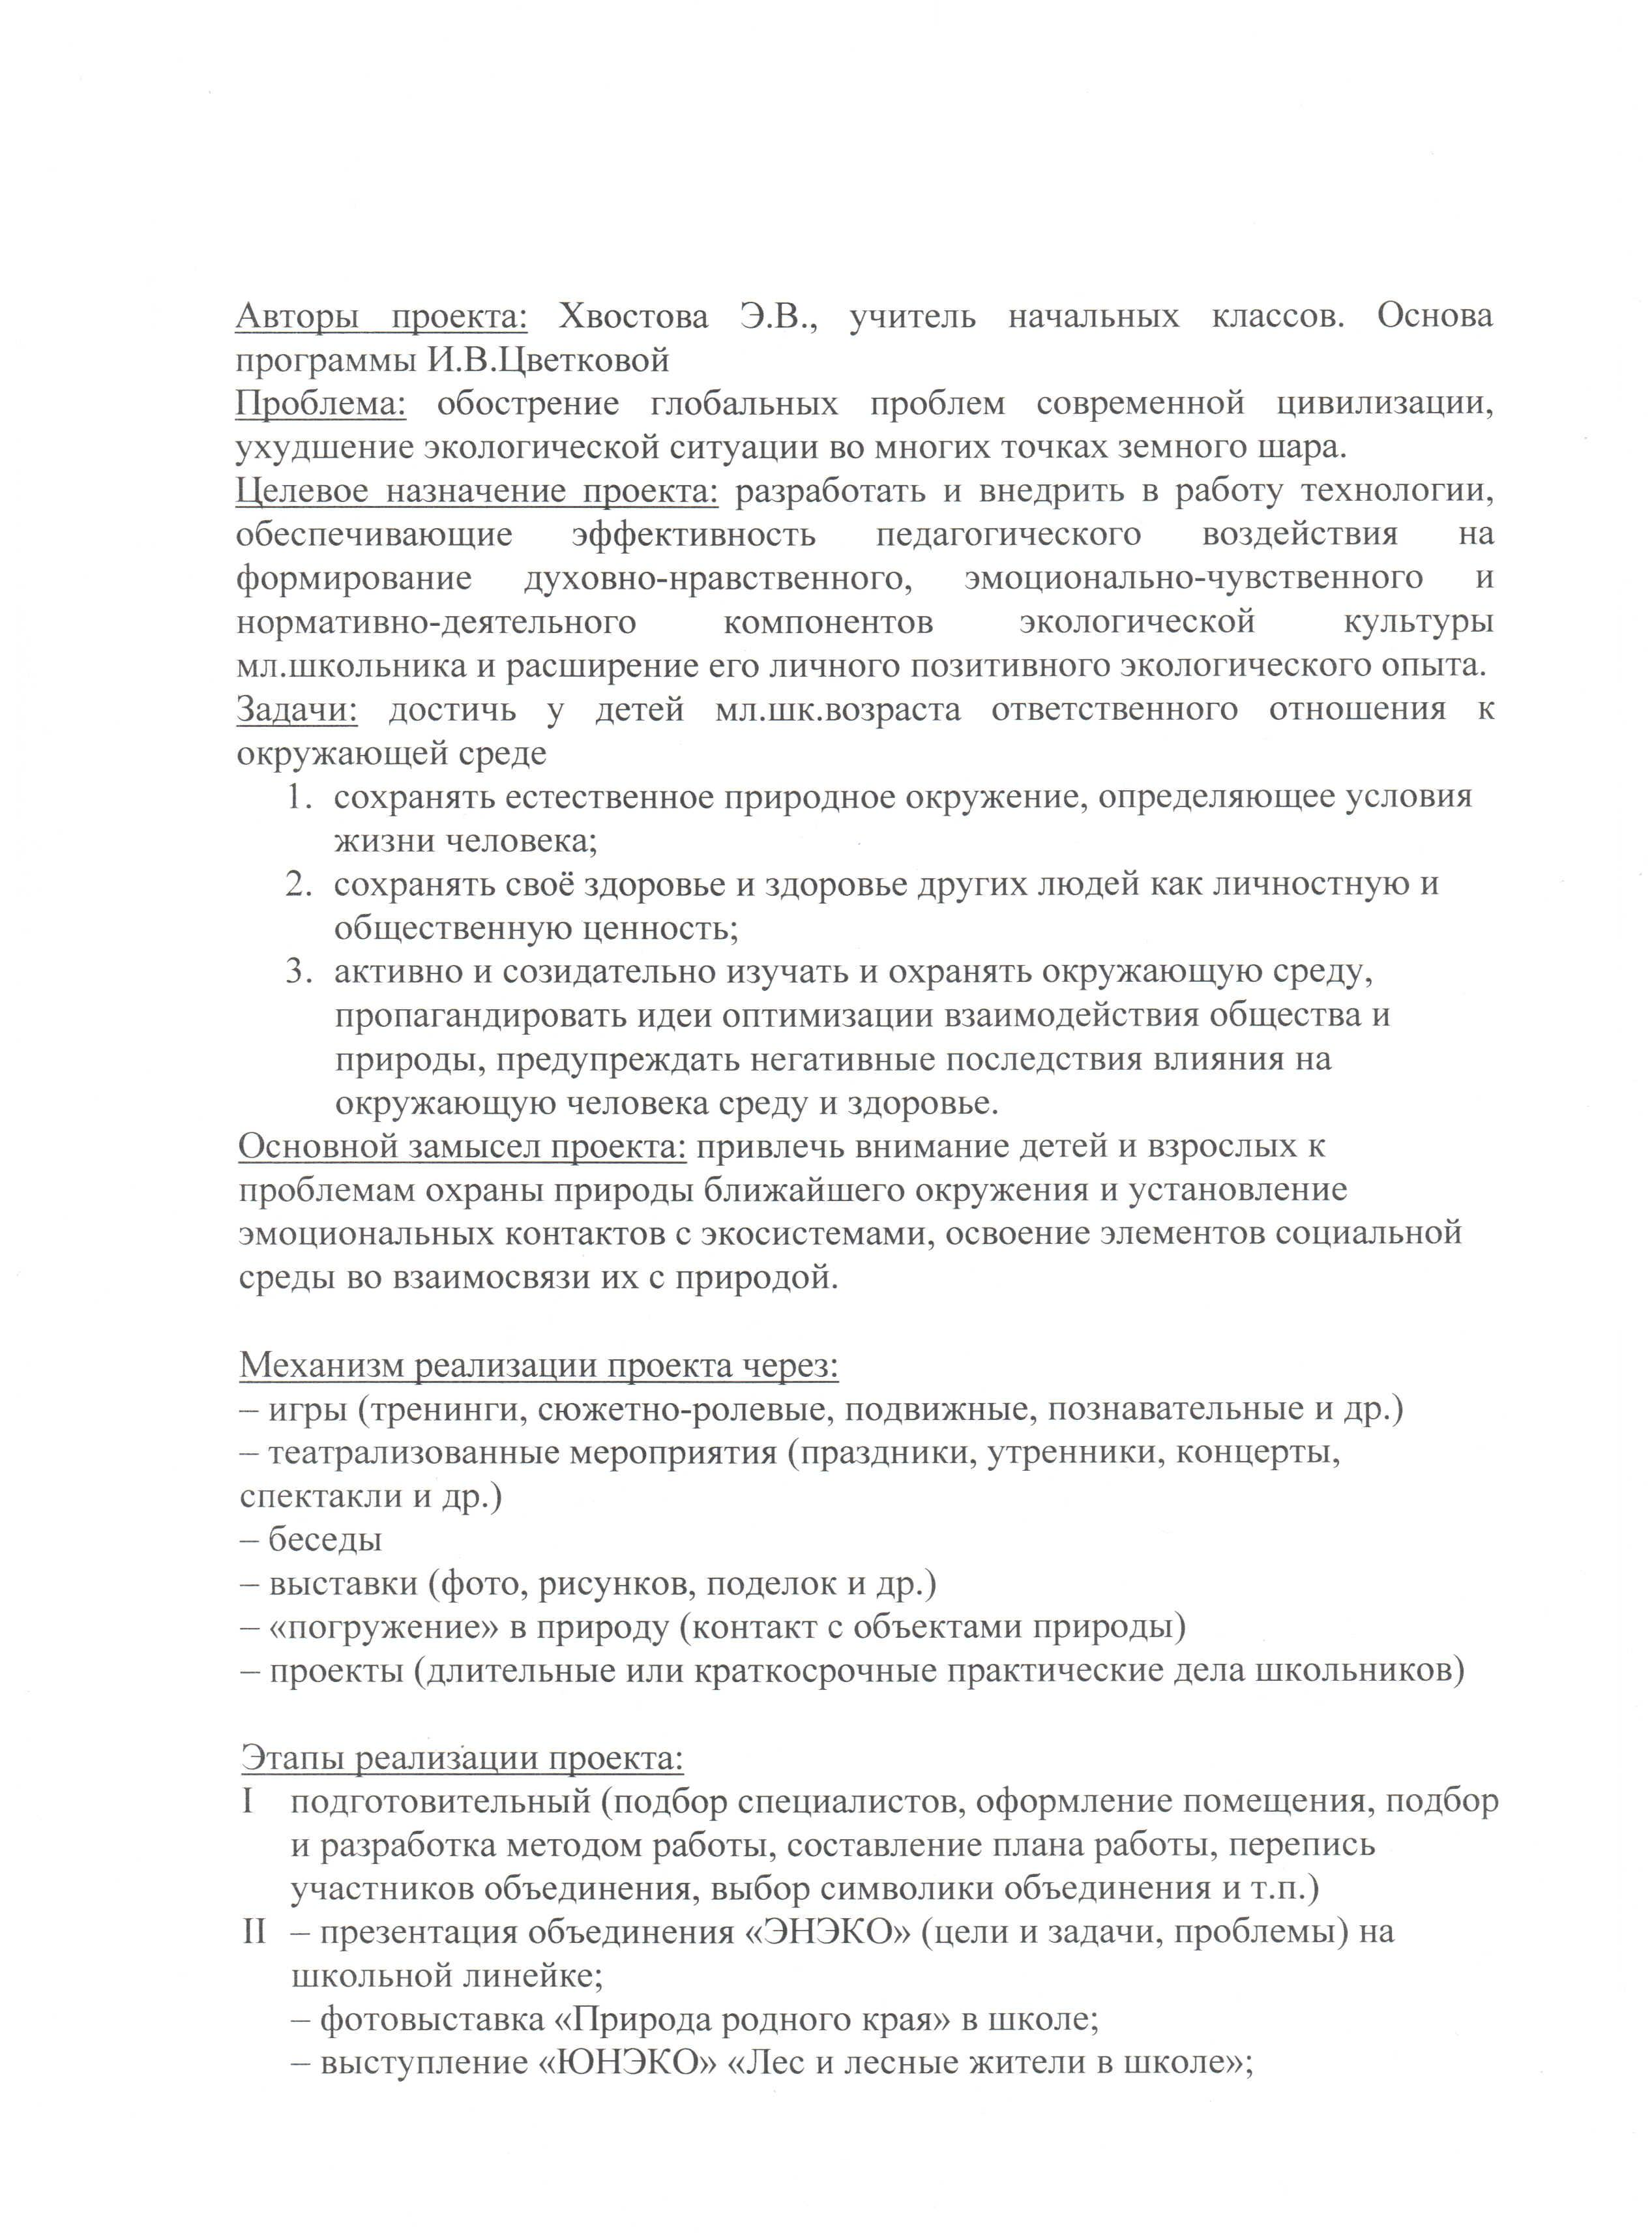 Авторы проекта: Хвостова Э.В., учитель начальных классов. Основа
программы И.В.Цветковой
Проблема: обострение глобальных проблем современной цивилизации,
ухудшение экологической ситуации во многих точках земного шара.
Целевое назначение проекта: разработать и внедрить в работу технологии,
обеспечивающие эффективность педагогического воздействия на
формирование духовно-нравственного, эмоционально-чувственного и
нормативно-деятельного компонентов экологической культуры
мл.школьника и расширение его личного позитивного экологического опыта.
Задачи: достичь у детей мл.шк.возраста ответственного отношения к
окружающей среде
1. сохранять естественное природное окружение, определяющее условия
жизни человека;
2. сохранять своё здоровье и здоровье других людей как личностную и
общественную ценность;
3. активно и созидательно изучать и охранять окружающую среду,
пропагандировать идеи оптимизации взаимодействия общества и
природы, предупреждать негативные последствия влияния на
окружающую человека среду и здоровье.
Основной замысел проекта: привлечь внимание детей и взрослых к
проблемам охраны природы ближайшего окружения и установление
эмоциональных контактов с экосистемами, освоение элементов социальной
среды во взаимосвязи их с природой.
Механизм реализации проекта через:
– игры (тренинги, сюжетно-ролевые, подвижные, познавательные и др.)
– театрализованные мероприятия (праздники, утренники, концерты,
спектакли и др.)
– беседы
– выставки (фото, рисунков, поделок и др.)
– «погружение» в природу (контакт с объектами природы)
– проекты (длительные или краткосрочные практические дела школьников)
Этапы реализации проекта:
I подготовительный (подбор специалистов, оформление помещения, подбор
и разработка методом работы, составление плана работы, перепись
участников объединения, выбор символики объединения и т.п.)
II – презентация объединения «ЭНЭКО» (цели и задачи, проблемы) на
школьной линейке;
– фотовыставка «Природа родного края» в школе;
– выступление «ЮНЭКО» «Лес и лесные жители в школе»;